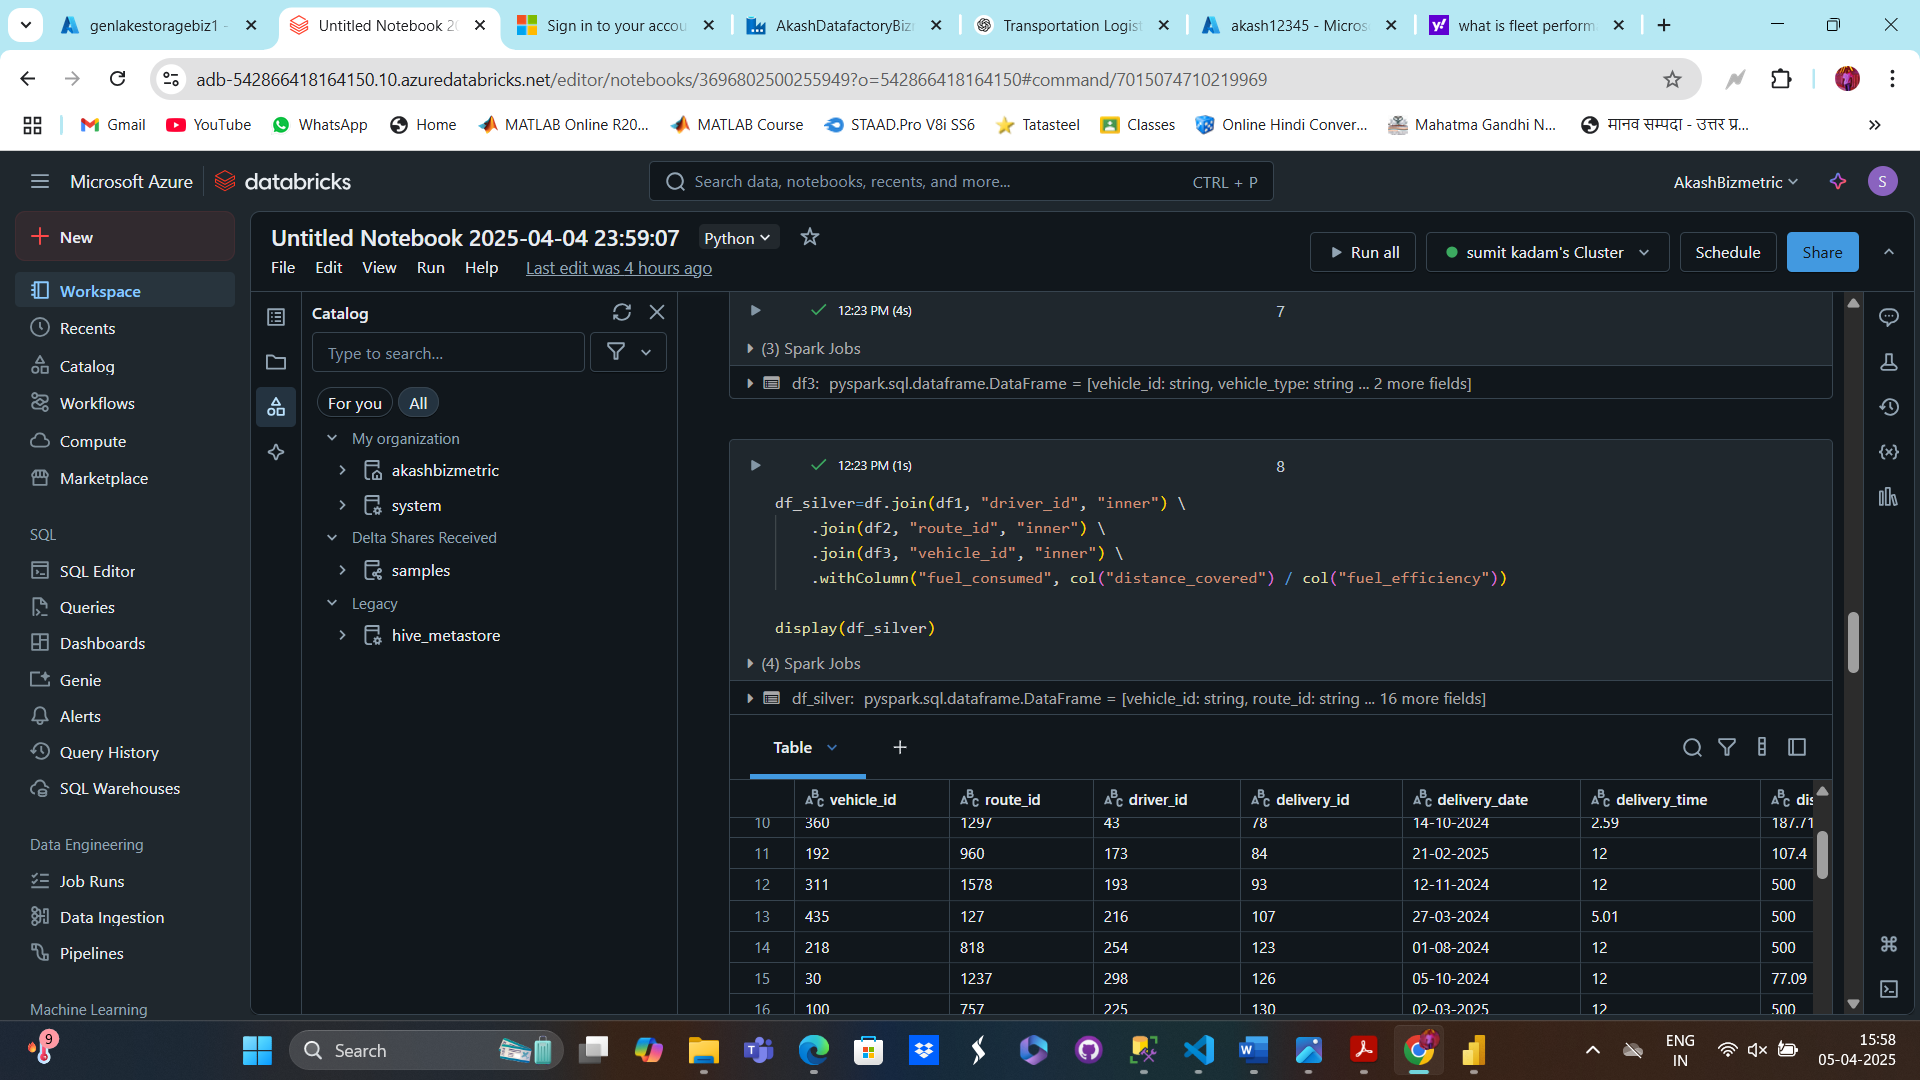 genlakestoragebiz1 -
Untitled Notebook 20
Sign in to your accou
AkashDatafactoryBizm
Transportation Logist
akash12345 - Micros
what is fleet perform
adb-542866418164150.10.azuredatabricks.net/editor/notebooks/3696802500255949?o=542866418164150#command/7015074710219969
Gmail
YouTube
WhatsApp
Home
MATLAB Online R20...
MATLAB Course
STAAD.Pro V8i SS6
Tatasteel
Classes
Online Hindi Conver...
Mahatma Gandhi N...
मानव सम्पदा - उत्तर प्र...
Microsoft Azure
databricks
Search data, notebooks, recents, and more...
CTRL + P
AkashBizmetric
S
New
Workspace
Recents
Catalog
Workflows
Compute
Marketplace
SQL
SQL Editor
Queries
Dashboards
Genie
Alerts
Query History
SQL Warehouses
Data Engineering
Job Runs
Data Ingestion
Pipelines
Machine Learning
Untitled Notebook 2025-04-04 23:59:07
Python
File Edit View Run Help Last edit was 4 hours ago
Run all
sumit kadam's Cluster
Schedule
Share
Catalog
Type to search...
For you
All
My organization
akashbizmetric
system
Delta Shares Received
samples
Legacy
hive_metastore
12:23 PM (4s) 7
(3) Spark Jobs
df3: pyspark.sql.dataframe.DataFrame = [vehicle_id: string, vehicle_type: string ... 2 more fields]
12:23 PM (1s) 8
df_silver=df.join(df1, "driver_id", "inner") \
.join(df2, "route_id", "inner") \
.join(df3, "vehicle_id", "inner") \
.withColumn("fuel_consumed", col("distance_covered") / col("fuel_efficiency"))
display(df_silver)
(4) Spark Jobs
df_silver: pyspark.sql.dataframe.DataFrame = [vehicle_id: string, route_id: string ... 16 more fields]
Table +
vehicle_id route_id driver_id delivery_id delivery_date delivery_time dis
10 360 1297 43 78 14-10-2024 2.59 187.71
11 192 960 173 84 21-02-2025 12 107.4
12 311 1578 193 93 12-11-2024 12 500
13 435 127 216 107 27-03-2024 5.01 500
14 218 818 254 123 01-08-2024 12 500
15 30 1237 298 126 05-10-2024 12 77.09
16 100 757 225 130 02-03-2025 12 500
9
Search
ENG
IN
15:58
05-04-2025